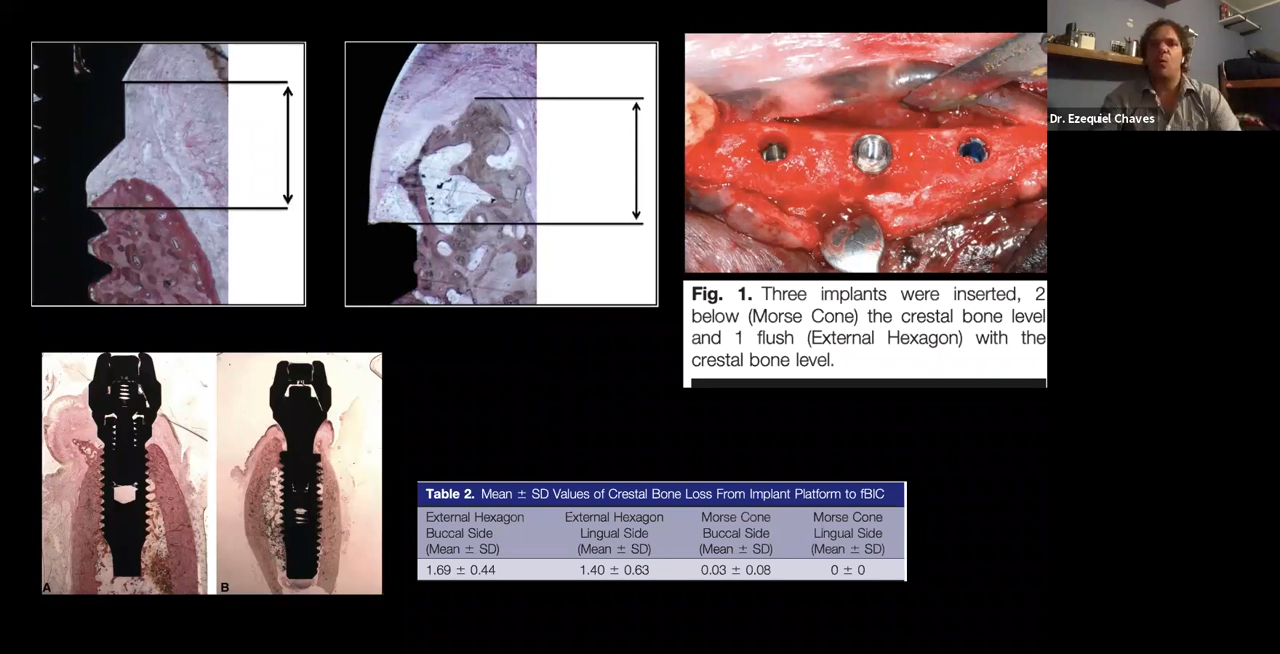 Dr. Ezequiel Chaves
Fig. 1. Three implants were inserted, 2
below (Morse Cone) the crestal bone level
and 1 flush (External Hexagon) with the
crestal bone level.
A
B
Table 2. Mean ± SD Values of Crestal Bone Loss From Implant Platform to fBIC
External Hexagon
Buccal Side
(Mean ± SD)
External Hexagon
Lingual Side
(Mean ± SD)
Morse Cone
Buccal Side
(Mean ± SD)
Morse Cone
Lingual Side
(Mean ± SD)
1.69 ± 0.44
1.40 ± 0.63
0.03 ± 0.08
0 ± 0